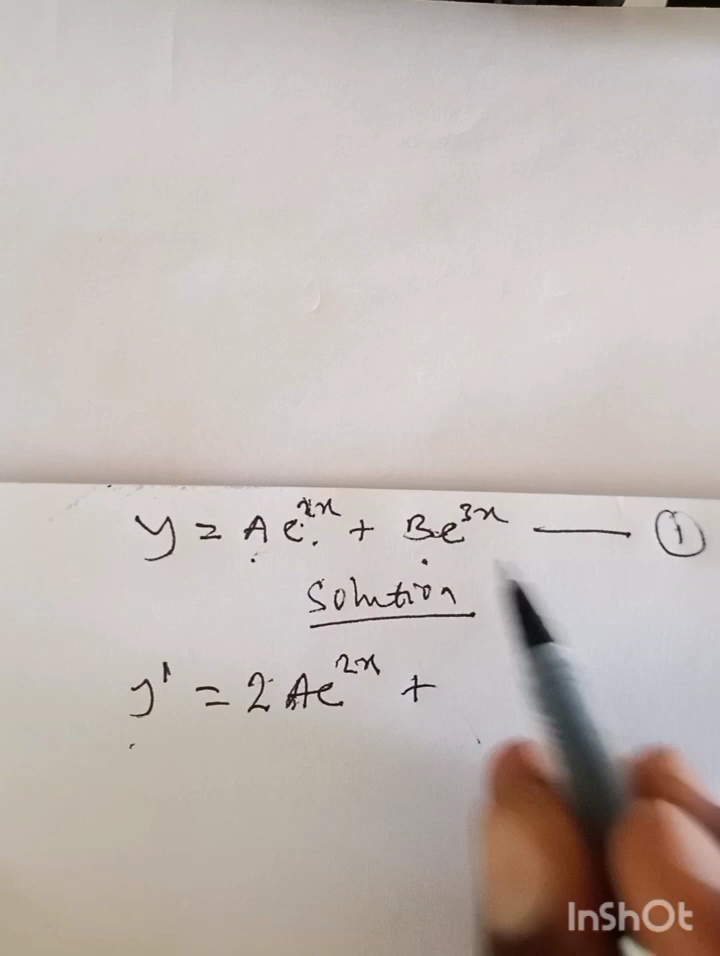 y = Ae^{2x} + Be^{3x} —— ①
Solution
y' = 2Ae^{2x} +
InShOt